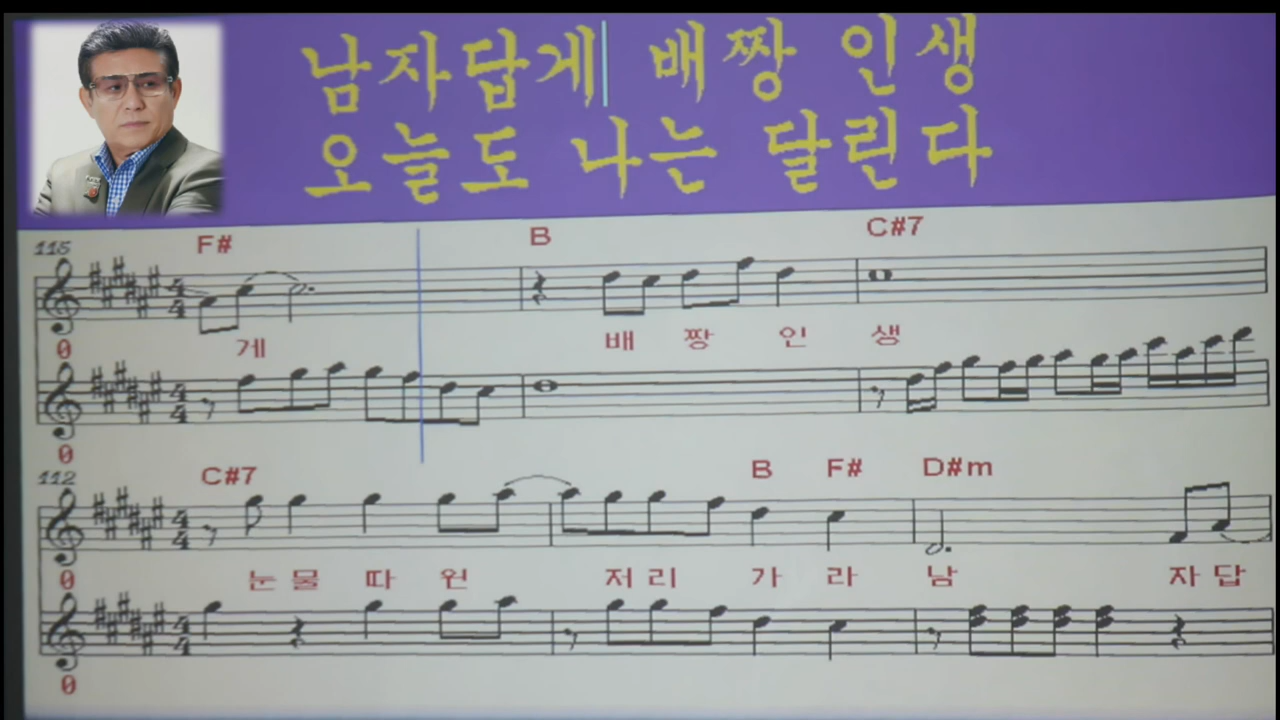 남자답게 배짱 인생
오늘도 나는 달린다
115
F# B C#7
0 게 배 짱 인 생
0
112
C#7 B F# D#m
0 눈 물 따 윈 저 리 가 라 남 자 답
0